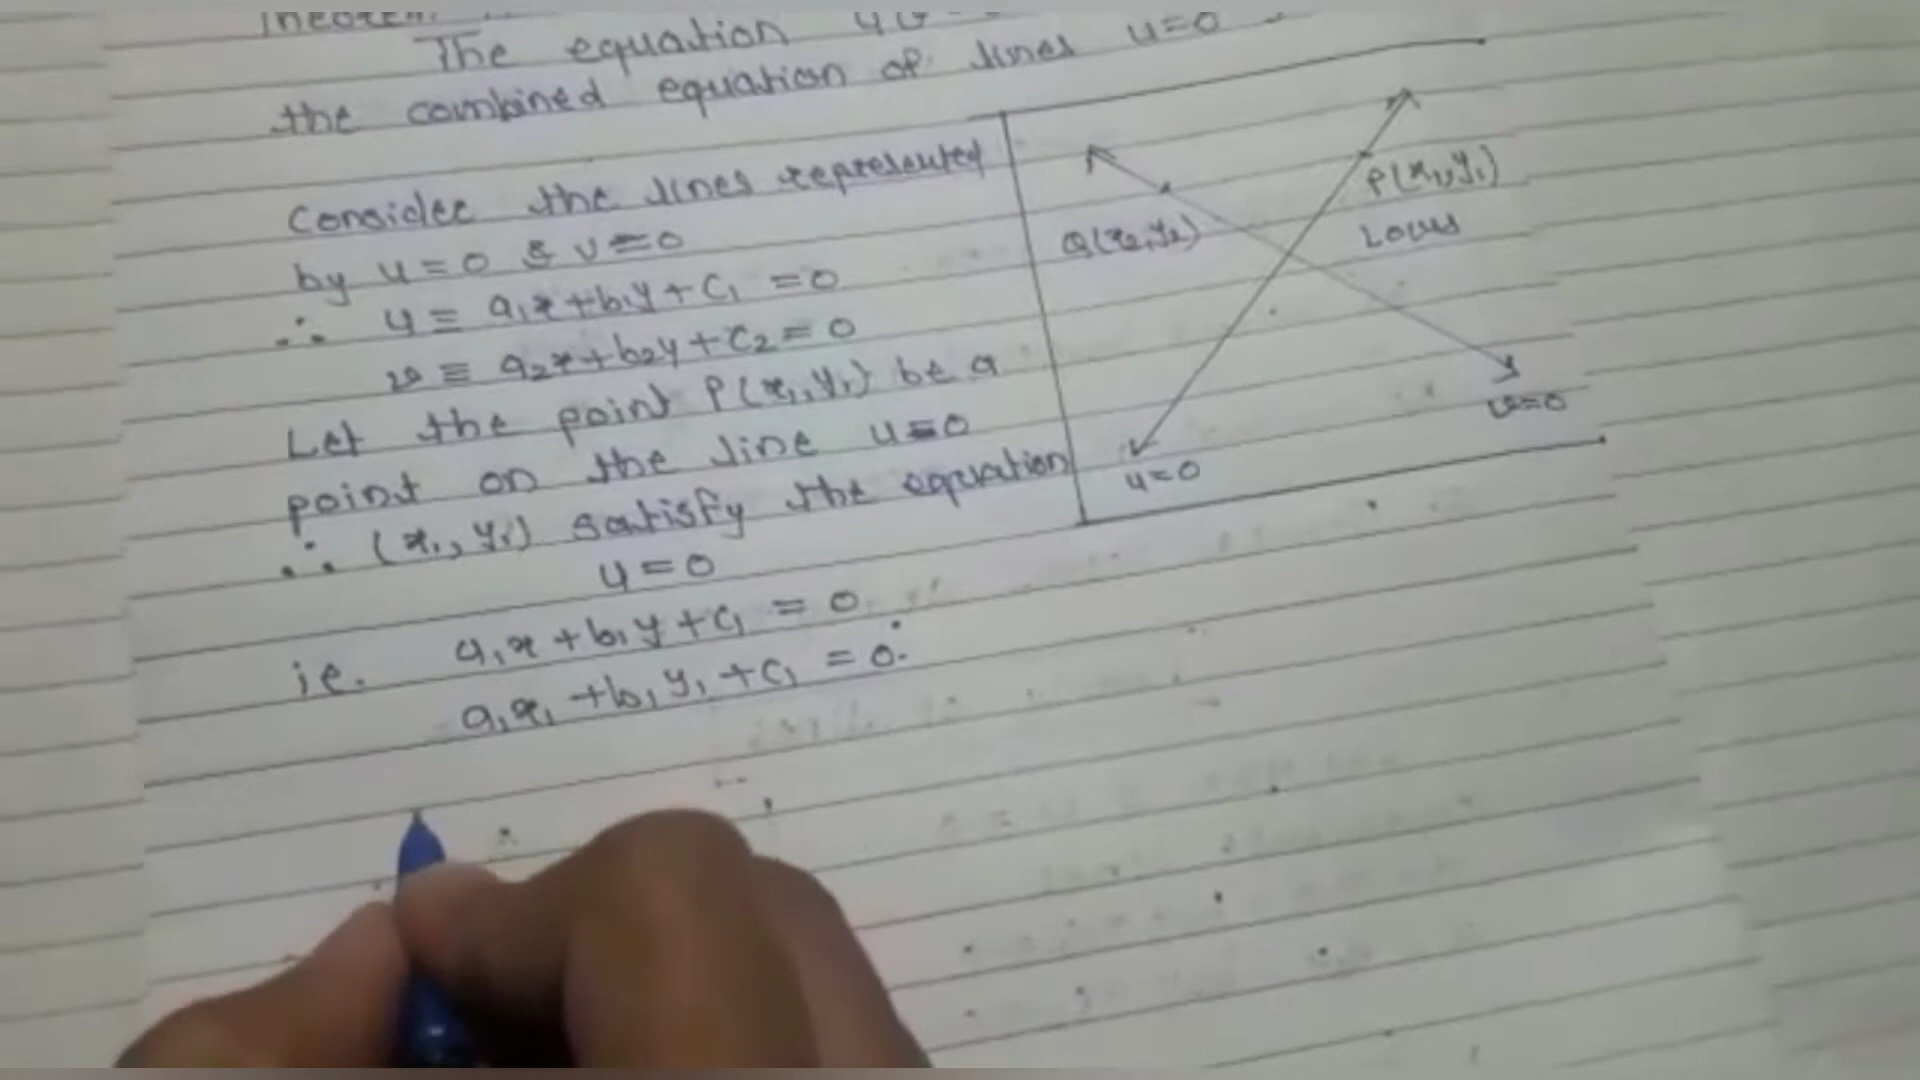 Theorem
The equation uv
the combined equation of lines u=0
Consider the lines represented
by u=0 & v=0
∴ u ≡ a₁x+b₁y+c₁ =0
v ≡ a₂x+b₂y+c₂=0
Let the point P(x₁,y₁) be a
point on the line u=0
∴ (x₁, y₁) satisfy the equation
u=0
i.e. a₁x+b₁y+c₁ = 0
a₁x₁+b₁y₁+c₁ = 0.
P(x₁,y₁)
Locus
Q(x₂,y₂)
v=0
u=0